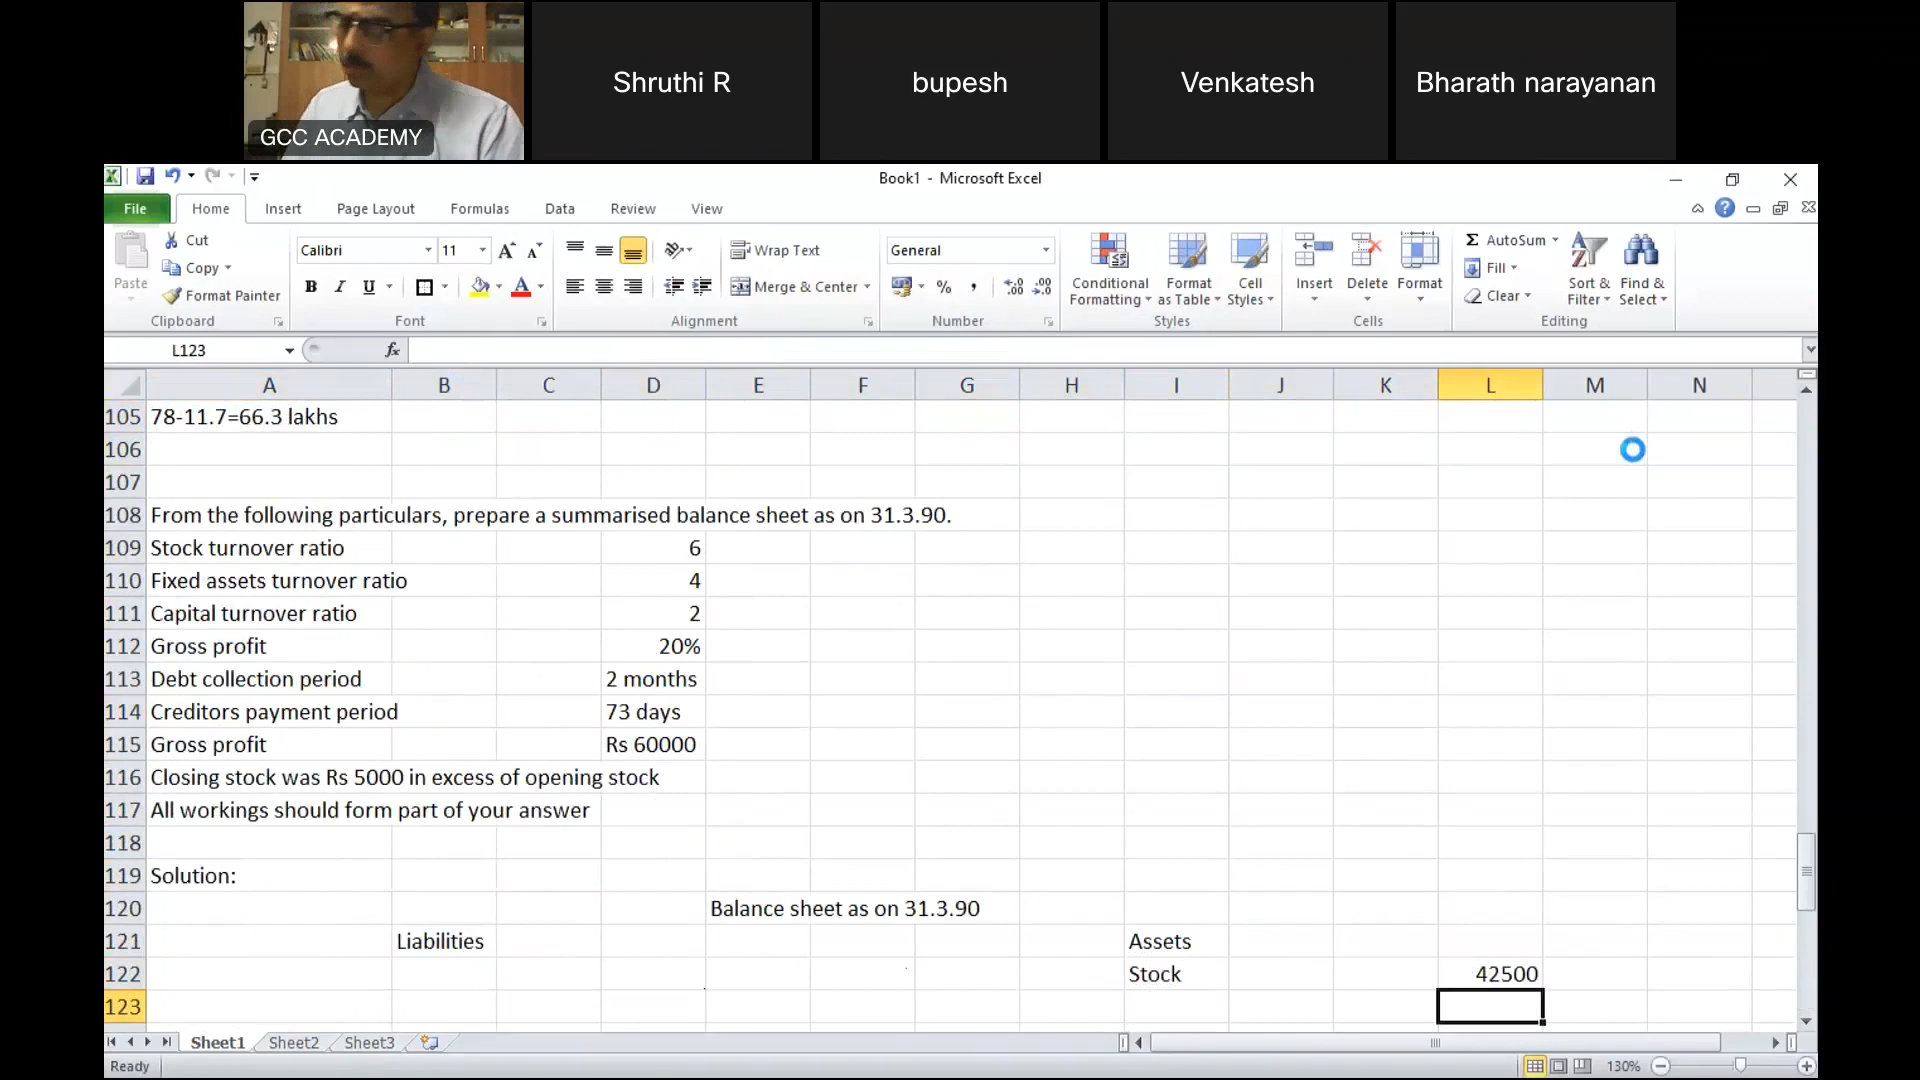 GCC ACADEMY
Shruthi R
bupesh
Venkatesh
Bharath narayanan
Book1 - Microsoft Excel
File Home Insert Page Layout Formulas Data Review View
Paste
Cut
Copy
Format Painter
Clipboard
Calibri 11
B I U
Font
Wrap Text
Merge & Center
Alignment
General
Number
Conditional Formatting
Format as Table
Cell Styles
Styles
Insert Delete Format
Cells
AutoSum
Fill
Clear
Sort & Filter
Find & Select
Editing
L123 fx
A B C D E F G H I J K L M N
105 78-11.7=66.3 lakhs
106
107
108 From the following particulars, prepare a summarised balance sheet as on 31.3.90.
109 Stock turnover ratio 6
110 Fixed assets turnover ratio 4
111 Capital turnover ratio 2
112 Gross profit 20%
113 Debt collection period 2 months
114 Creditors payment period 73 days
115 Gross profit Rs 60000
116 Closing stock was Rs 5000 in excess of opening stock
117 All workings should form part of your answer
118
119 Solution:
120 Balance sheet as on 31.3.90
121 Liabilities Assets
122 Stock 42500
123
Sheet1 Sheet2 Sheet3
Ready 130%